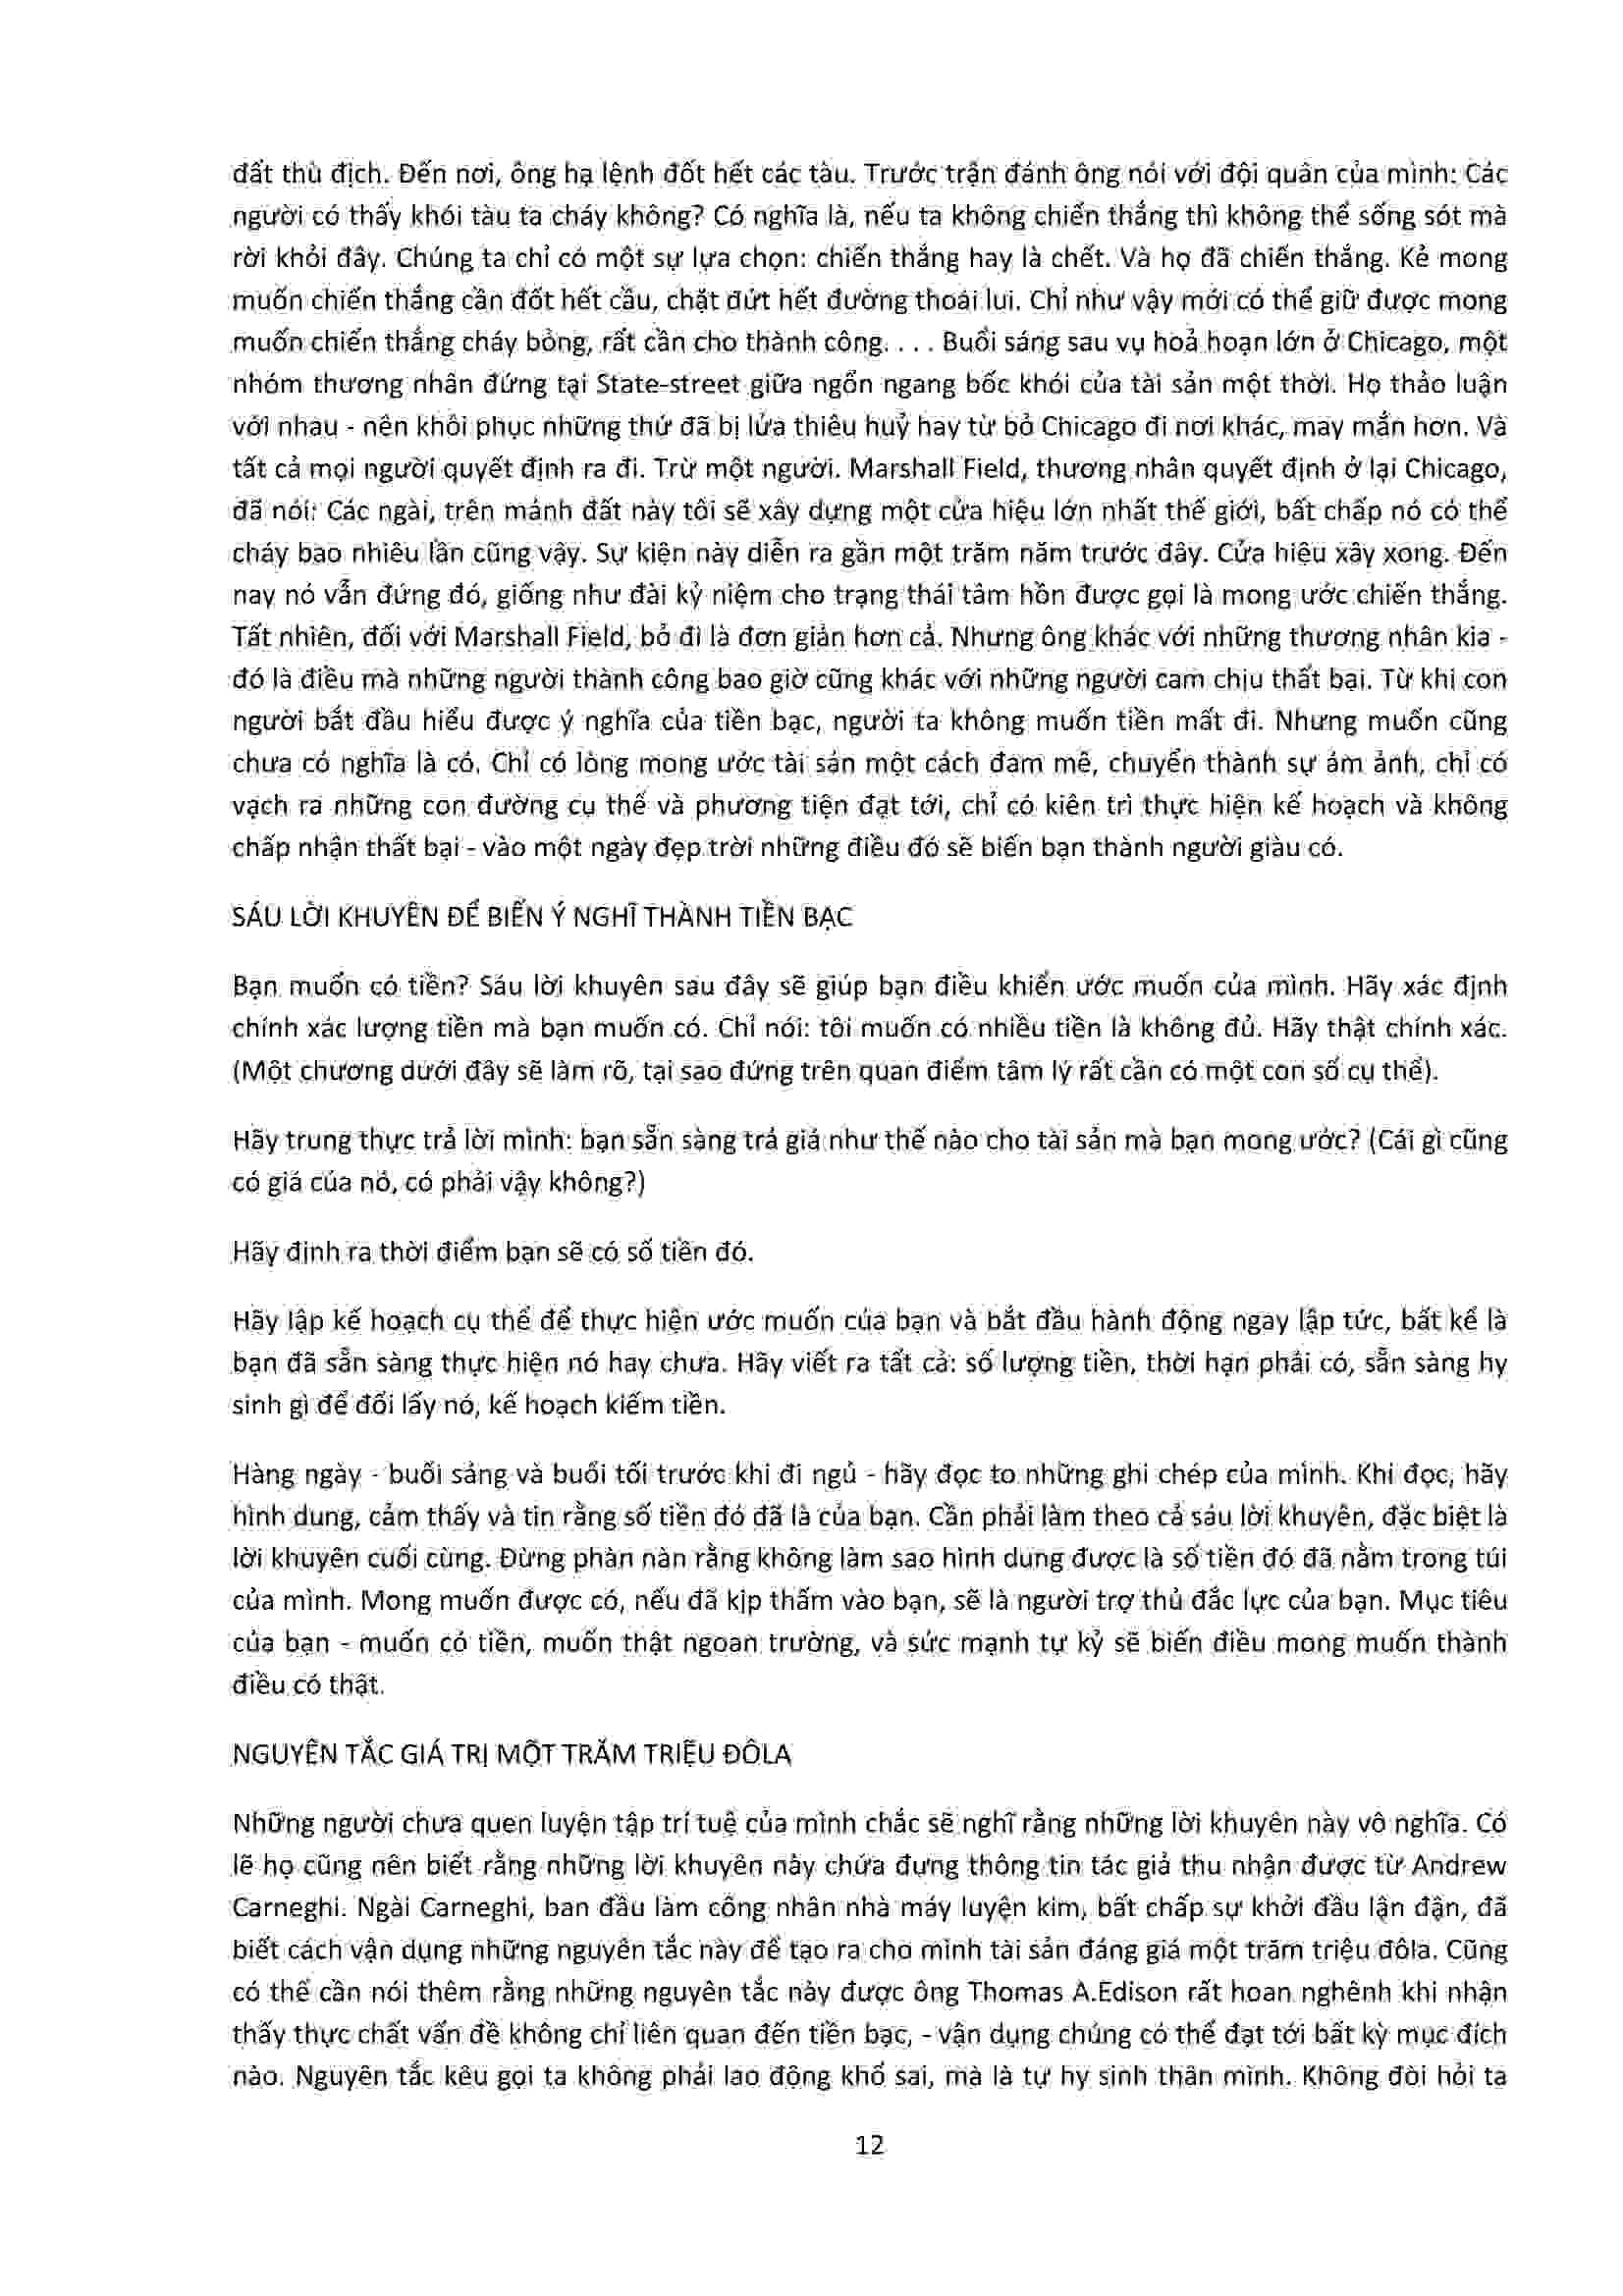 đất thù địch. Đến nơi, ông hạ lệnh đốt hết các tàu. Trước trận đánh ông nói với đội quân của mình: Các
người có thấy khói tàu ta cháy không? Có nghĩa là, nếu ta không chiến thắng thì không thể sống sót mà
rời khỏi đây. Chúng ta chỉ có một sự lựa chọn: chiến thắng hay là chết. Và họ đã chiến thắng. Kẻ mong
muốn chiến thắng cần đốt hết cầu, chặt đứt hết đường thoái lui. Chỉ như vậy mới có thể giữ được mong
muốn chiến thắng cháy bỏng, rất cần cho thành công. . . . Buổi sáng sau vụ hoả hoạn lớn ở Chicago, một
nhóm thương nhân đứng tại State-street giữa ngổn ngang bốc khói của tài sản một thời. Họ thảo luận
với nhau - nên khôi phục những thứ đã bị lửa thiêu huỷ hay từ bỏ Chicago đi nơi khác, may mắn hơn. Và
tất cả mọi người quyết định ra đi. Trừ một người. Marshall Field, thương nhân quyết định ở lại Chicago,
đã nói: Các ngài, trên mảnh đất này tôi sẽ xây dựng một cửa hiệu lớn nhất thế giới, bất chấp nó có thể
cháy bao nhiêu lần cũng vậy. Sự kiện này diễn ra gần một trăm năm trước đây. Cửa hiệu xây xong. Đến
nay nó vẫn đứng đó, giống như đài kỷ niệm cho trạng thái tâm hồn được gọi là mong ước chiến thắng.
Tất nhiên, đối với Marshall Field, bỏ đi là đơn giản hơn cả. Nhưng ông khác với những thương nhân kia -
đó là điều mà những người thành công bao giờ cũng khác với những người cam chịu thất bại. Từ khi con
người bắt đầu hiểu được ý nghĩa của tiền bạc, người ta không muốn tiền mất đi. Nhưng muốn cũng
chưa có nghĩa là có. Chỉ có lòng mong ước tài sản một cách đam mê, chuyển thành sự ám ảnh, chỉ có
vạch ra những con đường cụ thể và phương tiện đạt tới, chỉ có kiên trì thực hiện kế hoạch và không
chấp nhận thất bại - vào một ngày đẹp trời những điều đó sẽ biến bạn thành người giàu có.
SÁU LỜI KHUYÊN ĐỂ BIẾN Ý NGHĨ THÀNH TIỀN BẠC
Bạn muốn có tiền? Sáu lời khuyên sau đây sẽ giúp bạn điều khiển ước muốn của mình. Hãy xác định
chính xác lượng tiền mà bạn muốn có. Chỉ nói: tôi muốn có nhiều tiền là không đủ. Hãy thật chính xác.
(Một chương dưới đây sẽ làm rõ, tại sao đứng trên quan điểm tâm lý rất cần có một con số cụ thể).
Hãy trung thực trả lời mình: bạn sẵn sàng trả giá như thế nào cho tài sản mà bạn mong ước? (Cái gì cũng
có giá của nó, có phải vậy không?)
Hãy định ra thời điểm bạn sẽ có số tiền đó.
Hãy lập kế hoạch cụ thể để thực hiện ước muốn của bạn và bắt đầu hành động ngay lập tức, bất kể là
bạn đã sẵn sàng thực hiện nó hay chưa. Hãy viết ra tất cả: số lượng tiền, thời hạn phải có, sẵn sàng hy
sinh gì để đổi lấy nó, kế hoạch kiếm tiền.
Hàng ngày - buổi sáng và buổi tối trước khi đi ngủ - hãy đọc to những ghi chép của mình. Khi đọc, hãy
hình dung, cảm thấy và tin rằng số tiền đó đã là của bạn. Cần phải làm theo cả sáu lời khuyên, đặc biệt là
lời khuyên cuối cùng. Đừng phàn nàn rằng không làm sao hình dung được là số tiền đó đã nằm trong túi
của mình. Mong muốn được có, nếu đã kịp thấm vào bạn, sẽ là người trợ thủ đắc lực của bạn. Mục tiêu
của bạn - muốn có tiền, muốn thật ngoan trường, và sức mạnh tự kỷ sẽ biến điều mong muốn thành
điều có thật.
NGUYÊN TẮC GIÁ TRỊ MỘT TRĂM TRIỆU ĐÔLA
Những người chưa quen luyện tập trí tuệ của mình chắc sẽ nghĩ rằng những lời khuyên này vô nghĩa. Có
lẽ họ cũng nên biết rằng những lời khuyên này chứa đựng thông tin tác giả thu nhận được từ Andrew
Carneghi. Ngài Carneghi, ban đầu làm công nhân nhà máy luyện kim, bất chấp sự khởi đầu lận đận, đã
biết cách vận dụng những nguyên tắc này để tạo ra cho mình tài sản đáng giá một trăm triệu đôla. Cũng
có thể cần nói thêm rằng những nguyên tắc này được ông Thomas A.Edison rất hoan nghênh khi nhận
thấy thực chất vấn đề không chỉ liên quan đến tiền bạc, - vận dụng chúng có thể đạt tới bất kỳ mục đích
nào. Nguyên tắc kêu gọi ta không phải lao động khổ sai, mà là tự hy sinh thân mình. Không đòi hỏi ta
12